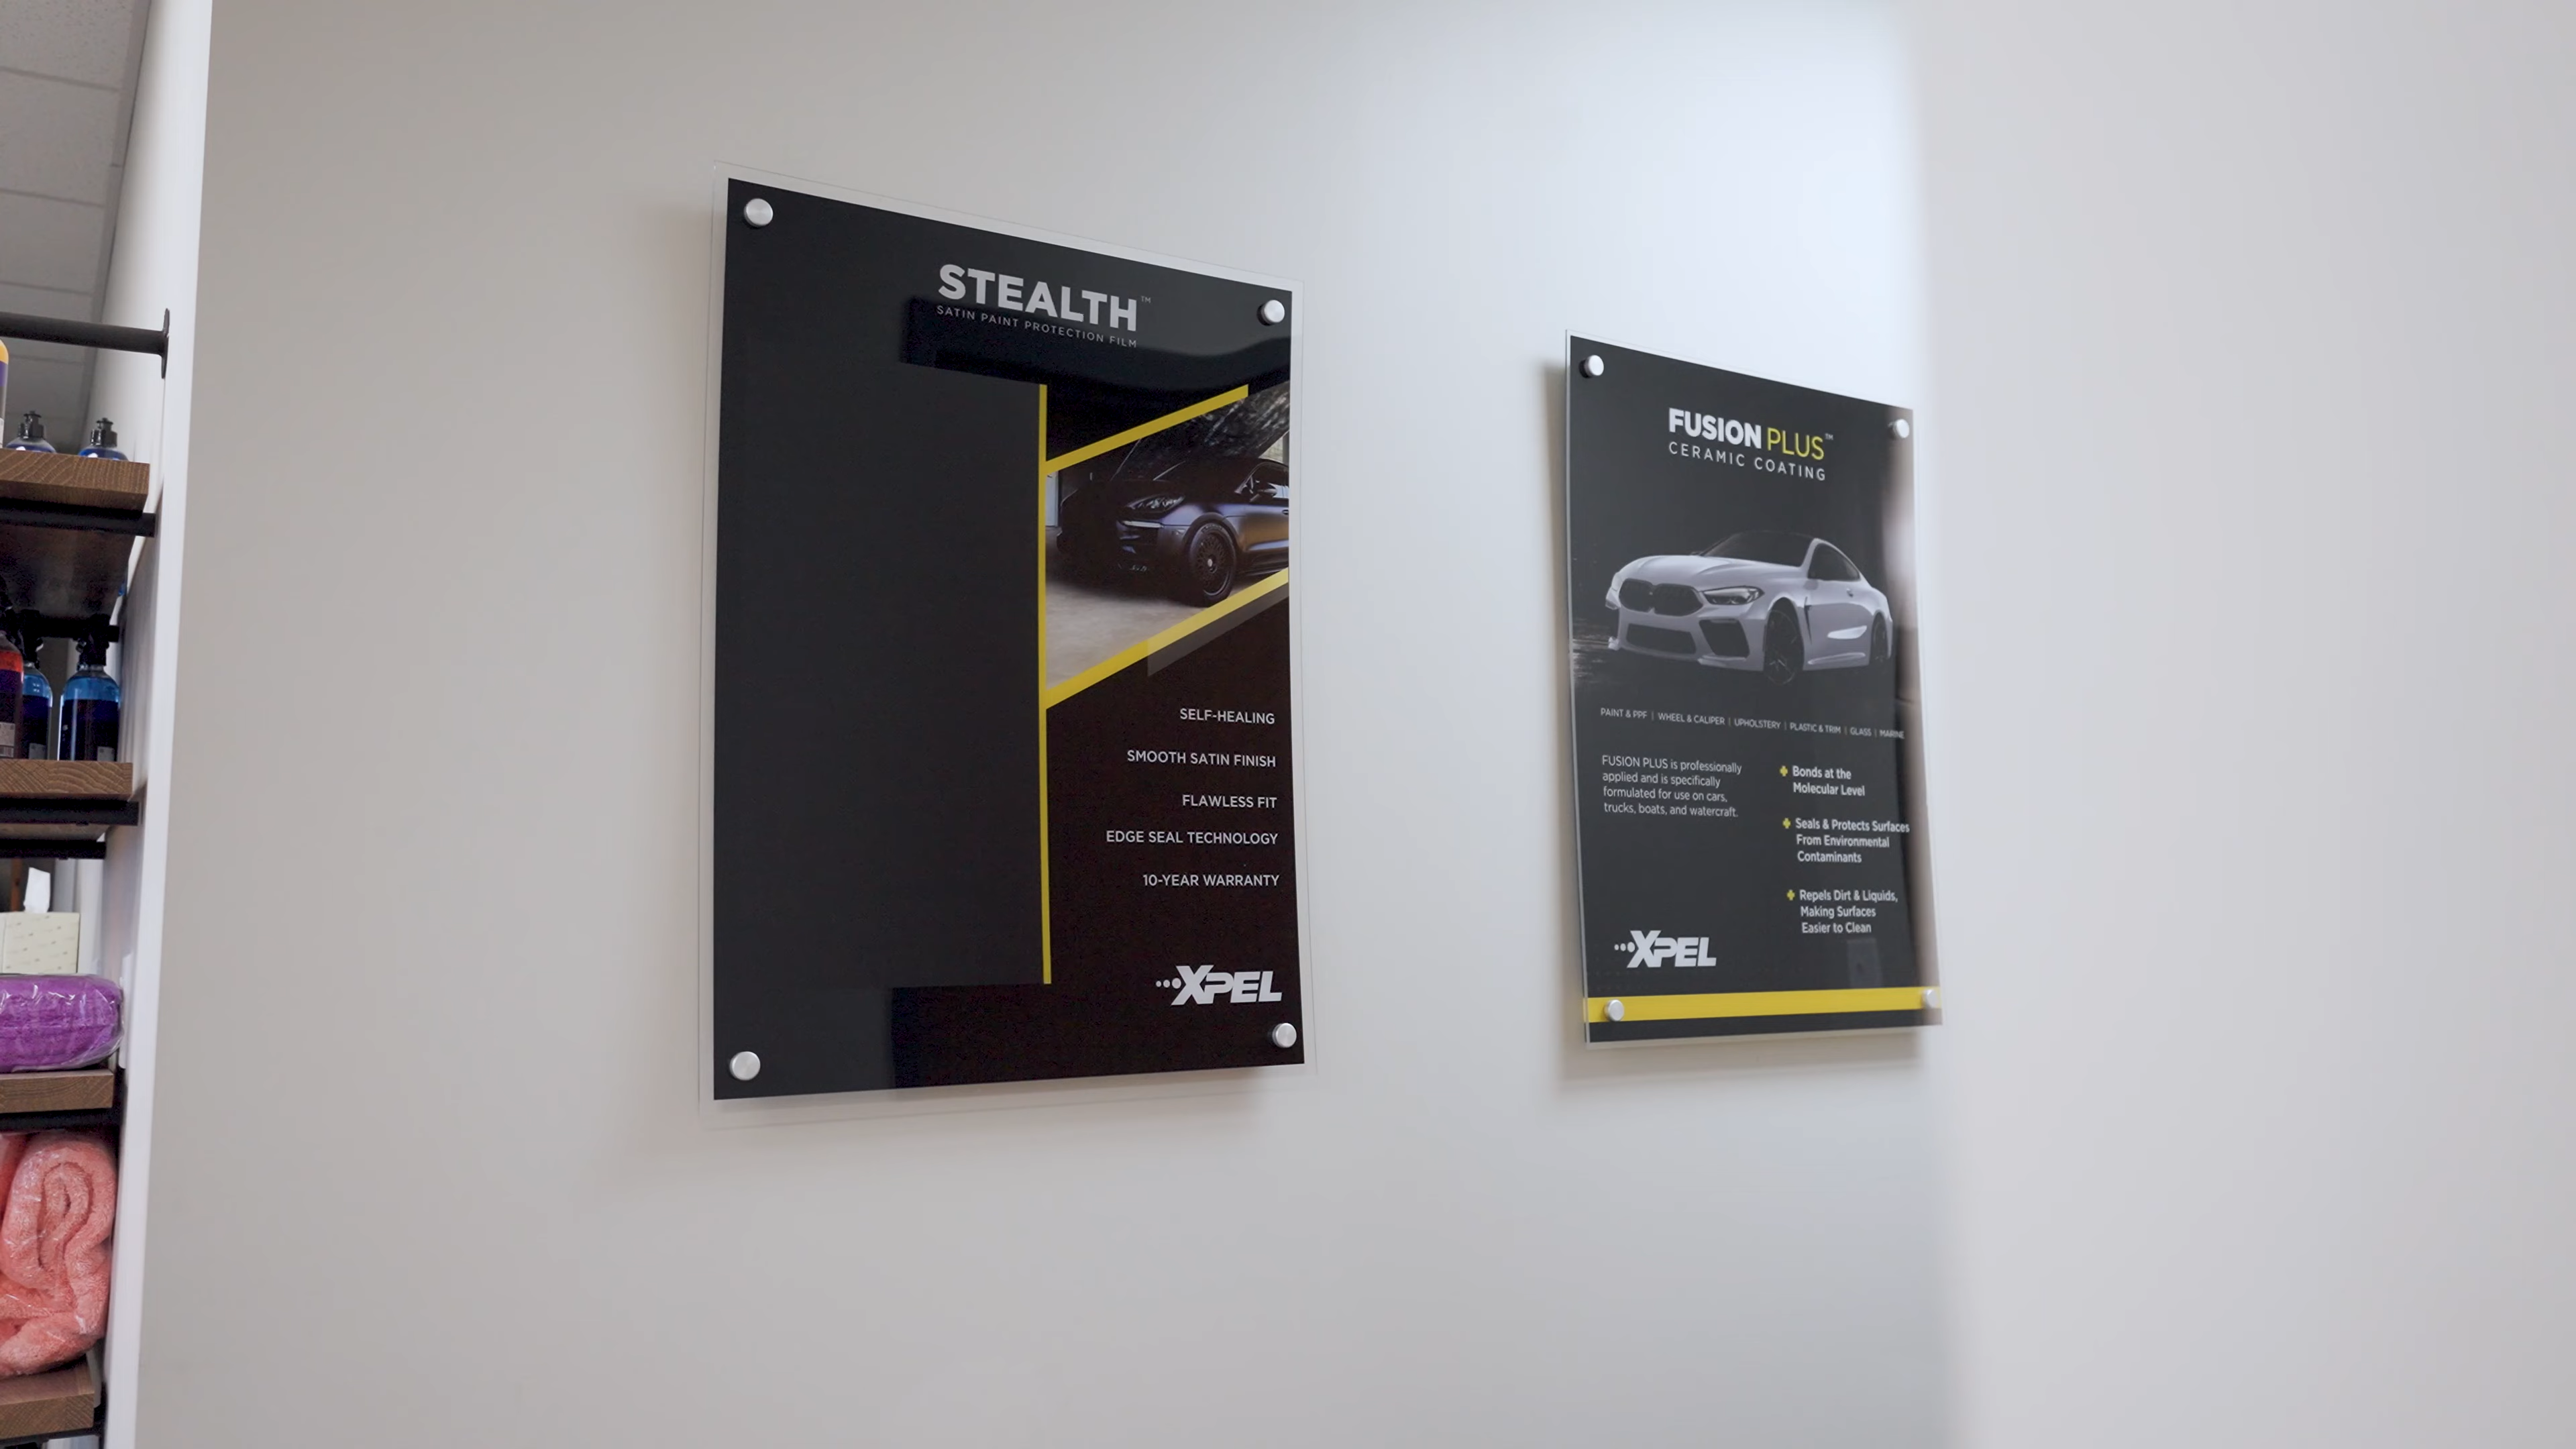 STEALTH™
SATIN PAINT PROTECTION FILM
SELF-HEALING
SMOOTH SATIN FINISH
FLAWLESS FIT
EDGE SEAL TECHNOLOGY
10-YEAR WARRANTY
XPEL
FUSION PLUS™
CERAMIC COATING
PAINT & PPF | WHEEL & CALIPER | UPHOLSTERY | PLASTIC & TRIM | GLASS | MARINE
FUSION PLUS is professionally
applied and is specifically
formulated for use on cars,
trucks, boats, and watercraft.
Bonds at the
Molecular Level
Seals & Protects Surfaces
From Environmental
Contaminants
Repels Dirt & Liquids,
Making Surfaces
Easier to Clean
XPEL